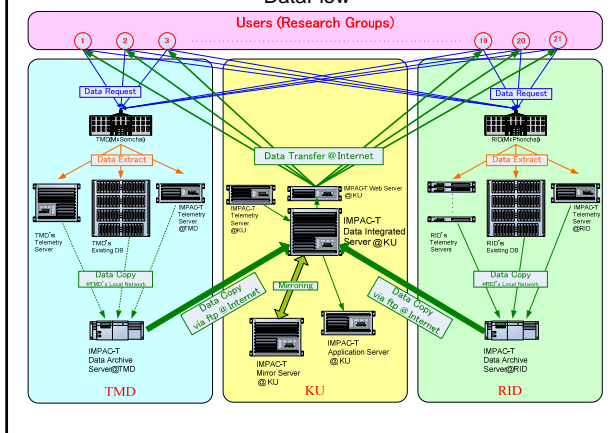 DataFlow
Users (Research Groups)
1
2
3
19
20
21
Data Request
Data Request
TMD(Mr.Somchai)
RID(Mr.Phonchai)
Data Extract
Data Extract
Data Transfer@Internet
TMD's
Telemetry
Server
TMD's
Existing DB
IMPAC-T
Telemetry
Server
@TMD
IMPAC-T
Telemetry
Server
@KU
IMPAC-T Web Server
@KU
IMPAC-T
Data Integrated
Server @KU
RID's
Telemetry
Servers
RID's
Existing DB
IMPAC-T
Telemetry
Server
@RID
Data Copy
@TMD's Local Network
Data Copy
@RID's Local Network
Data Copy
via ftp @ Internet
Mirroring
Data Copy
via ftp @ Internet
IMPAC-T
Data Archive
Server@TMD
IMPAC-T
Mirror Server
@KU
IMPAC-T
Application Server
@ KU
IMPAC-T
Data Archive
Server@RID
TMD
KU
RID